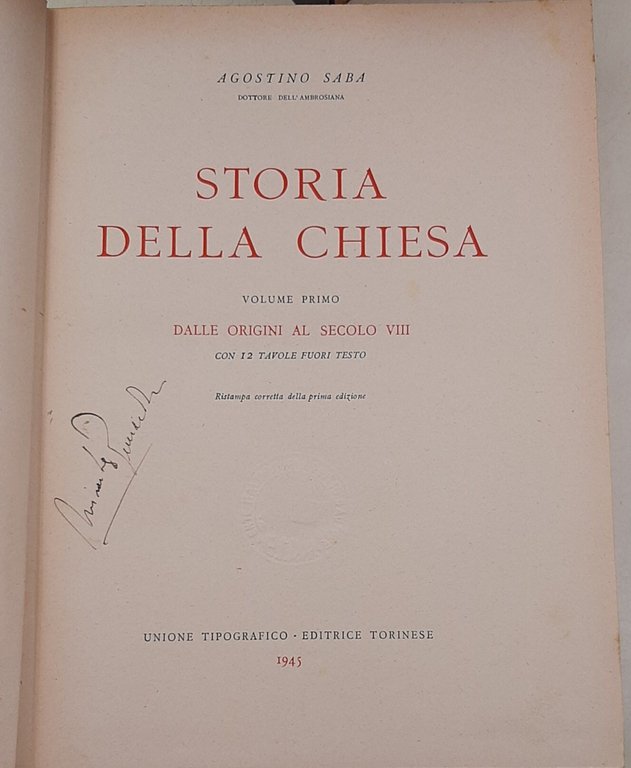 AGOSTINO SABA
DOTTORE DELL'AMBROSIANA
STORIA
DELLA CHIESA
VOLUME PRIMO
DALLE ORIGINI AL SECOLO VIII
CON 12 TAVOLE FUORI TESTO
Ristampa corretta della prima edizione
UNIONE TIPOGRAFICO - EDITRICE TORINESE
1945